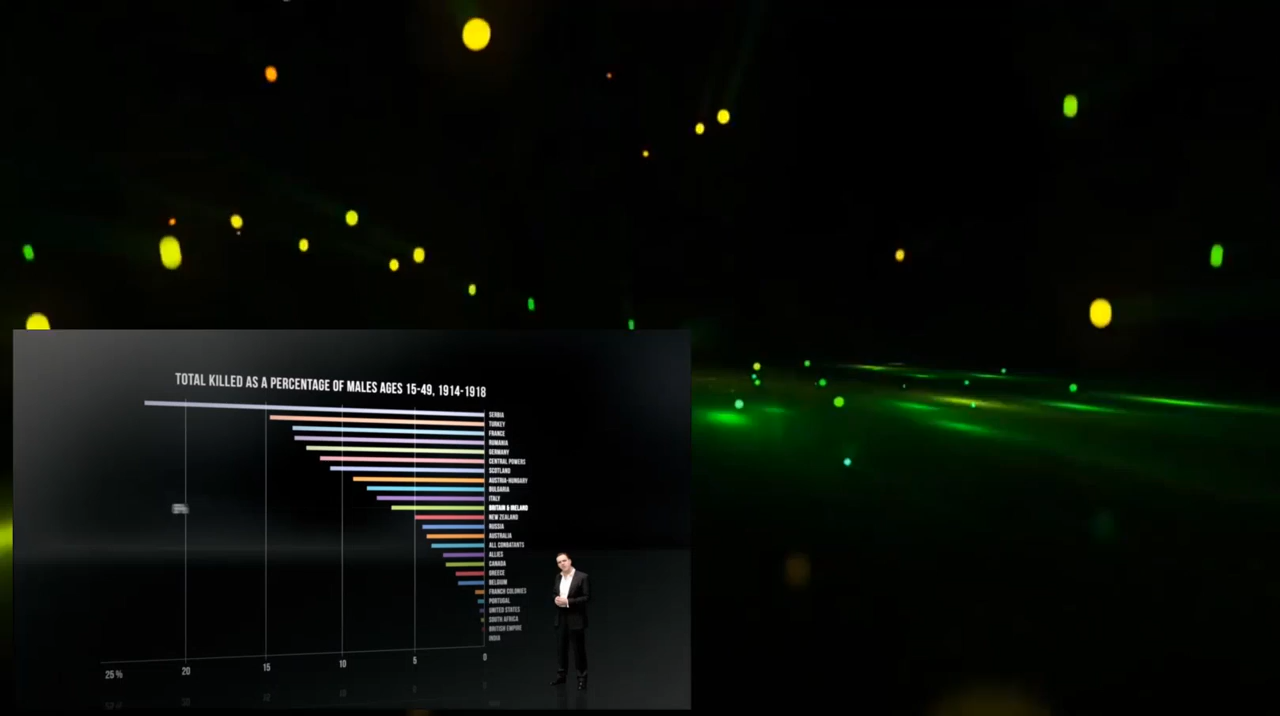 TOTAL KILLED AS A PERCENTAGE OF MALES AGES 15-49, 1914-1918
SERBIA
TURKEY
FRANCE
RUMANIA
GERMANY
CENTRAL POWERS
SCOTLAND
AUSTRIA-HUNGARY
BULGARIA
ITALY
BRITAIN & IRELAND
NEW ZEALAND
RUSSIA
AUSTRALIA
ALL COMBATANTS
ALLIES
CANADA
GREECE
BELGIUM
FRANCH COLONIES
PORTUGAL
UNITED STATES
SOUTH AFRICA
BRITISH EMPIRE
INDIA
25 % 20 15 10 5 0